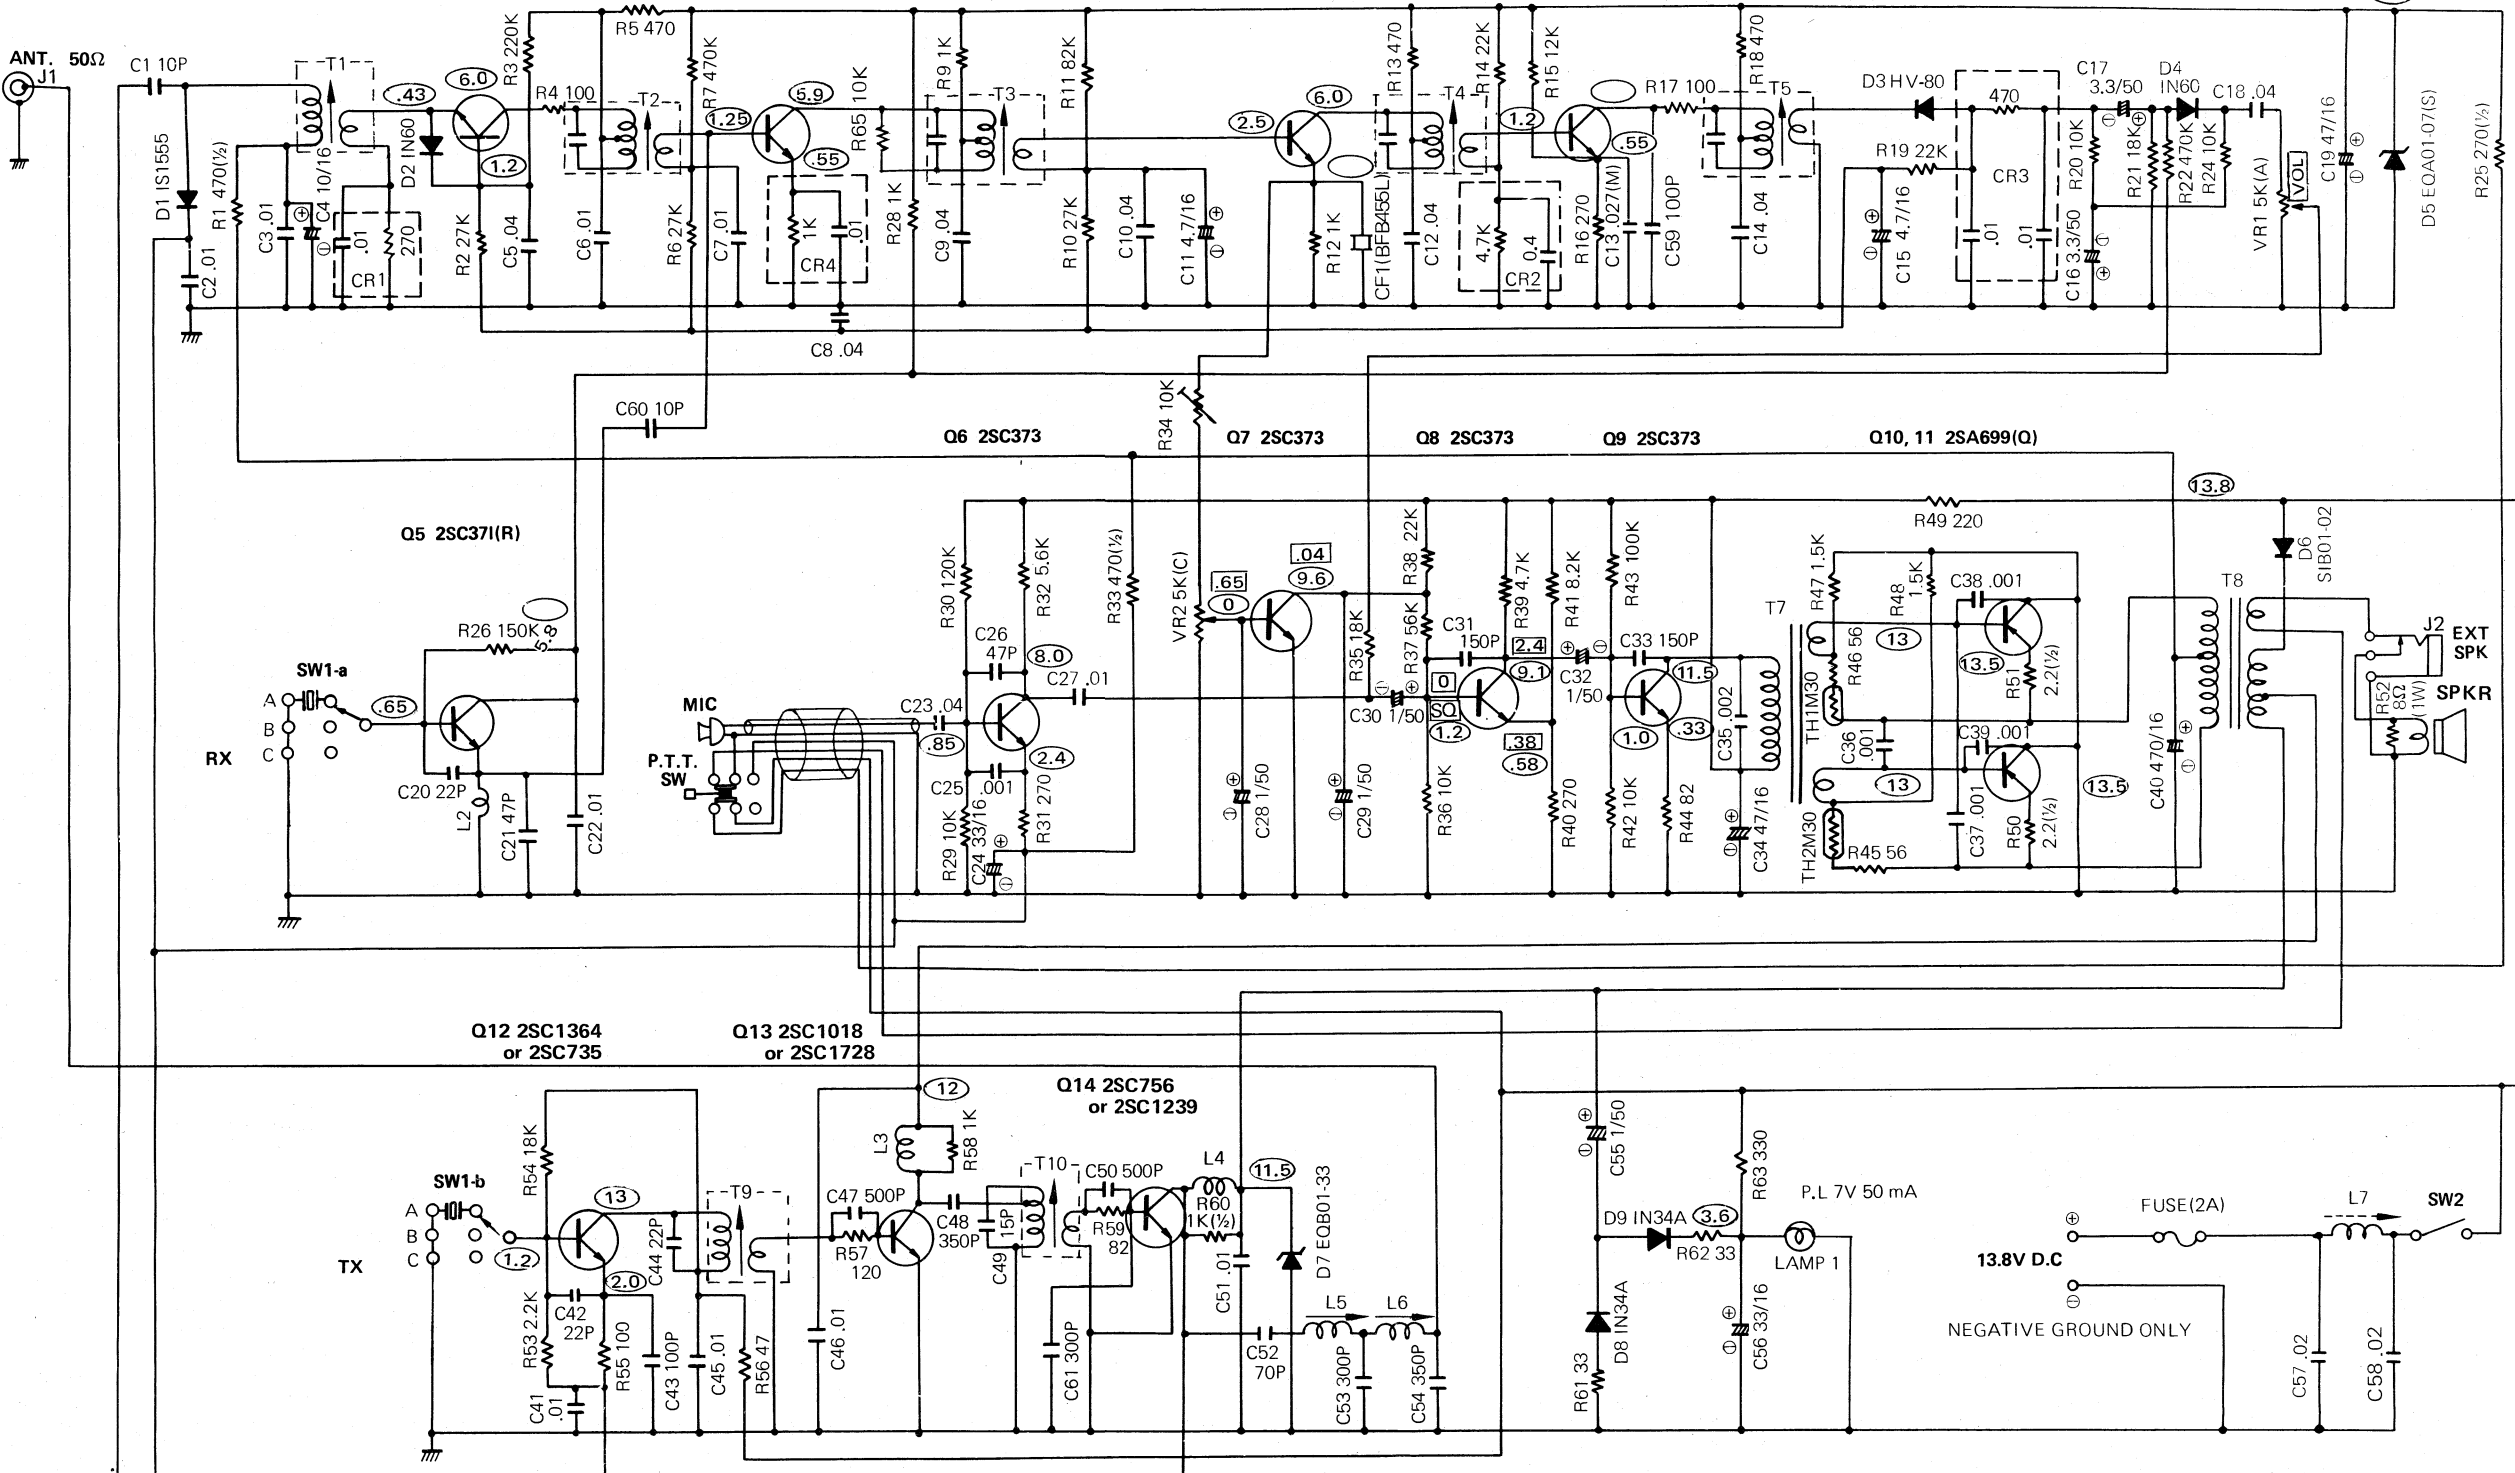 ANT. 50Ω
J1
C1 10P
T1
.43
6.0
R3 220K
R5 470
R4 100
T2
R7 470K
1.25
5.9
R65 10K
R9 1K
T3
R11 82K
2.5
6.0
R13 470
T4
R14 22K
1.2
R15 12K
R17 100
.55
R18 470
T5
D3 HV-80
470
C17
3.3/50
D4
IN60
C18 .04
C19 47/16
D5 EQA01-07(S)
R25 270(½)
D1 IS1555
R1 470(½)
C3 .01
C4 10/16
⊕
⊖
.01
270
CR1
D2 IN60
1.2
R2 27K
C5 .04
C6 .01
R6 27K
C7 .01
.55
1K
.01
CR4
R28 1K
C9 .04
R10 27K
C10 .04
C11 4.7/16
⊕
⊖
R12 1K
CF1(BFB455L)
C12 .04
4.7K
0.4
CR2
R16 270
C13 .027(M)
C59 100P
C14 .04
R19 22K
⊕
⊖
C15 4.7/16
.01
CR3
.01
R20 10K
C16 3.3/50
⊖
⊕
R21 18K
R22 470K
R24 10K
VR1 5K(A)
VOL
⊕
⊖
C2 .01
C8 .04
C60 10P
R34 10K
Q6 2SC373
Q7 2SC373
Q8 2SC373
Q9 2SC373
Q10, 11 2SA699(Q)
13.8
Q5 2SC37I(R)
R26 150K
5.8
SW1-a
A
B
C
RX
.65
C20 22P
L2
C21 47P
C22 .01
MIC
P.T.T.
SW
R30 120K
R32 5.6K
R33 470(½)
C26
47P
8.0
C27 .01
C23 .04
.85
2.4
C25 .001
R29 10K
C24 33/16
⊕
⊖
R31 270
VR2 5K(C)
.65
0
.04
9.6
⊕
⊖
C28 1/50
⊕
⊖
C29 1/50
R35 18K
R38 22K
R37 56K
C30 1/50
⊖
⊕
0
SQ
1.2
R36 10K
C31
150P
R39 4.7K
2.4
9.1
.38
.58
R41 8.2K
R40 270
⊕
⊖
C32
1/50
R43 100K
C33 150P
11.5
1.0
.33
R42 10K
R44 82
C35 .002
⊕
⊖
C34 47/16
T7
R47 1.5K
R48
1.5K
R46 56
TH1M30
TH2M30
R45 56
C36
.001
C38 .001
13
13.5
R51
2.2(½)
C39 .001
13
C37 .001
R50
2.2(½)
13.5
R49 220
D6
SIB01-02
T8
C40 470/16
⊕
⊖
J2
EXT
SPK
R52
8Ω
(1W)
SPKR
Q12 2SC1364
or 2SC735
Q13 2SC1018
or 2SC1728
Q14 2SC756
or 2SC1239
12
R54 18K
SW1-b
A
B
C
TX
1.2
13
2.0
C42
22P
R53 2.2K
C41
.01
R55 100
C43 100P
C44 22P
C45 .01
T9
R56 47
C47 500P
R57
120
C46 .01
L3
R58 1K
C48
350P
C49 15P
T10
C50 500P
R59
82
C61 300P
L4
R60
1K(½)
11.5
C51 .01
D7 EQB01-33
C52
70P
L5
L6
C53 300P
C54 350P
⊕
⊖
C55 1/50
D9 IN34A
3.6
R62 33
D8 IN34A
R61 33
R63 330
⊕
⊖
C56 33/16
P.L 7V 50 mA
LAMP 1
⊕
13.8V D.C
⊖
NEGATIVE GROUND ONLY
FUSE(2A)
L7
SW2
C57 .02
C58 .02